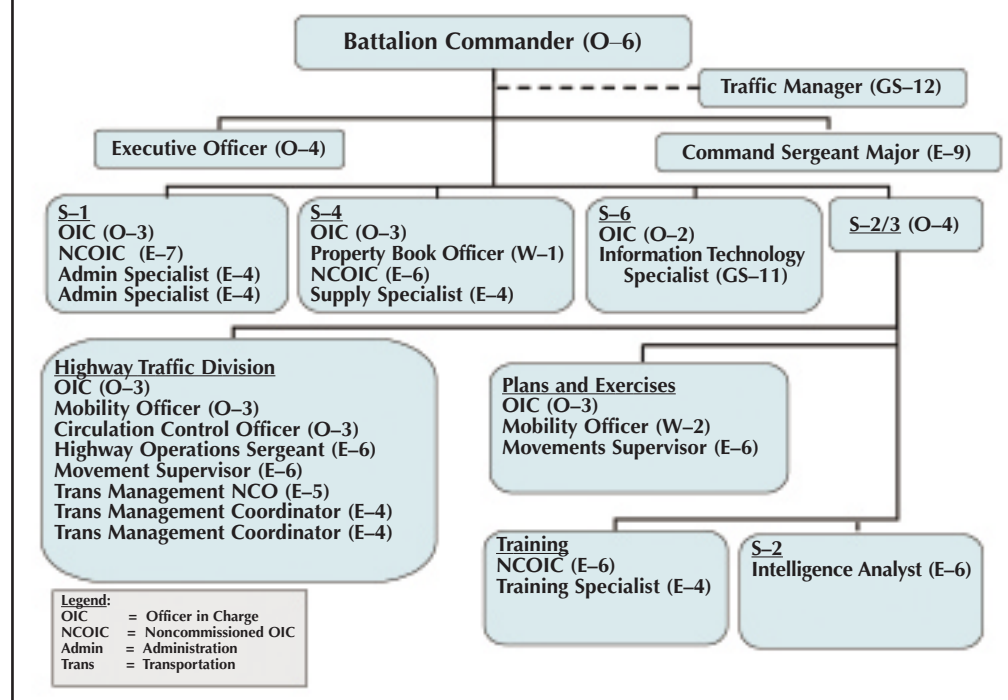 Battalion Commander (O–6)
Traffic Manager (GS–12)
Executive Officer (O–4)
Command Sergeant Major (E–9)
S–1
OIC (O–3)
NCOIC (E–7)
Admin Specialist (E–4)
Admin Specialist (E–4)
S–4
OIC (O–3)
Property Book Officer (W–1)
NCOIC (E–6)
Supply Specialist (E–4)
S–6
OIC (O–2)
Information Technology
Specialist (GS–11)
S–2/3 (O–4)
Highway Traffic Division
OIC (O–3)
Mobility Officer (O–3)
Circulation Control Officer (O–3)
Highway Operations Sergeant (E–6)
Movement Supervisor (E–6)
Trans Management NCO (E–5)
Trans Management Coordinator (E–4)
Trans Management Coordinator (E–4)
Plans and Exercises
OIC (O–3)
Mobility Officer (W–2)
Movements Supervisor (E–6)
Training
NCOIC (E–6)
Training Specialist (E–4)
S–2
Intelligence Analyst (E–6)
Legend:
OIC = Officer in Charge
NCOIC = Noncommissioned OIC
Admin = Administration
Trans = Transportation